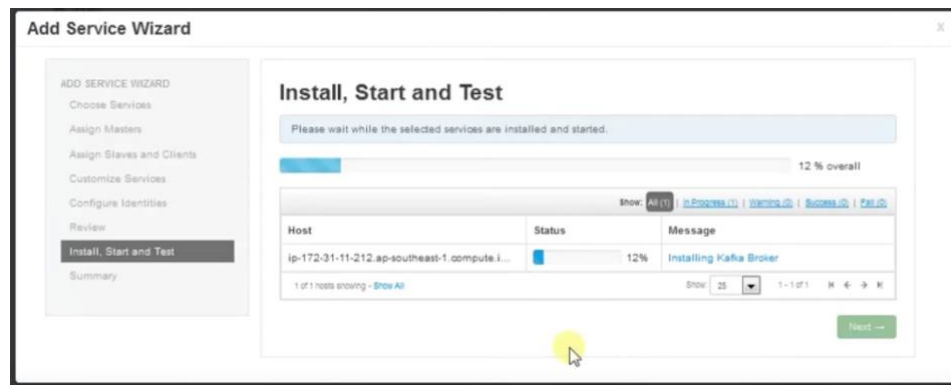 Add Service Wizard
X
ADD SERVICE WIZARD
Choose Services
Assign Masters
Assign Slaves and Clients
Customize Services
Configure Identities
Review
Install, Start and Test
Summary
Install, Start and Test
Please wait while the selected services are installed and started.
12 % overall
Show: All (1) | In Progress (1) | Warning (0) | Success (0) | Fail (0)
Host Status Message
ip-172-31-11-212.ap-southeast-1.compute.i... 12% Installing Kafka Broker
1 of 1 hosts showing - Show All Show: 25 1 - 1 of 1
Next →